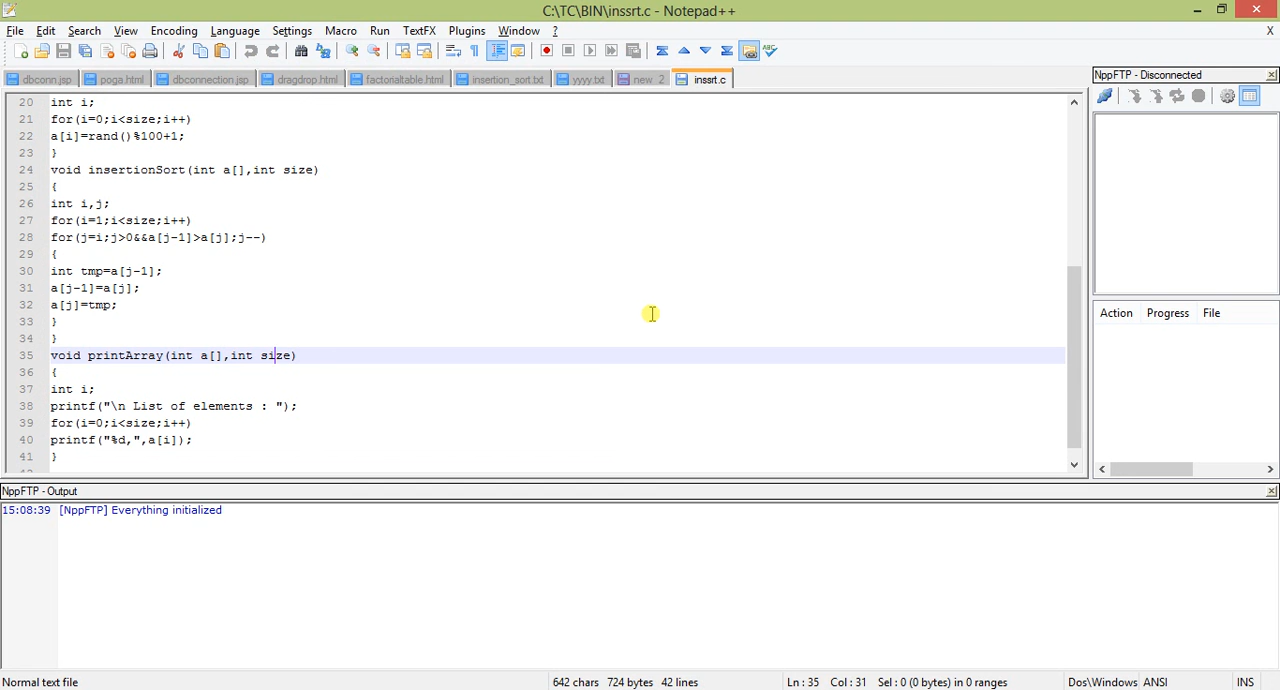 C:\TC\BIN\inssrt.c - Notepad++
File Edit Search View Encoding Language Settings Macro Run TextFX Plugins Window ? X
dbconn.jsp poga.html dbconnection.jsp dragdrop.html factorialtable.html insertion_sort.txt yyyy.txt new 2 inssrt.c
20 int i;
21 for(i=0;i<size;i++)
22 a[i]=rand()%100+1;
23 }
24 void insertionSort(int a[],int size)
25 {
26 int i,j;
27 for(i=1;i<size;i++)
28 for(j=i;j>0&&a[j-1]>a[j];j--)
29 {
30 int tmp=a[j-1];
31 a[j-1]=a[j];
32 a[j]=tmp;
33 }
34 }
35 void printArray(int a[],int size)
36 {
37 int i;
38 printf("\n List of elements : ");
39 for(i=0;i<size;i++)
40 printf("%d,",a[i]);
41 }
NppFTP - Disconnected
Action Progress File
NppFTP - Output
15:08:39 [NppFTP] Everything initialized
Normal text file 642 chars 724 bytes 42 lines Ln : 35 Col : 31 Sel : 0 (0 bytes) in 0 ranges Dos\Windows ANSI INS